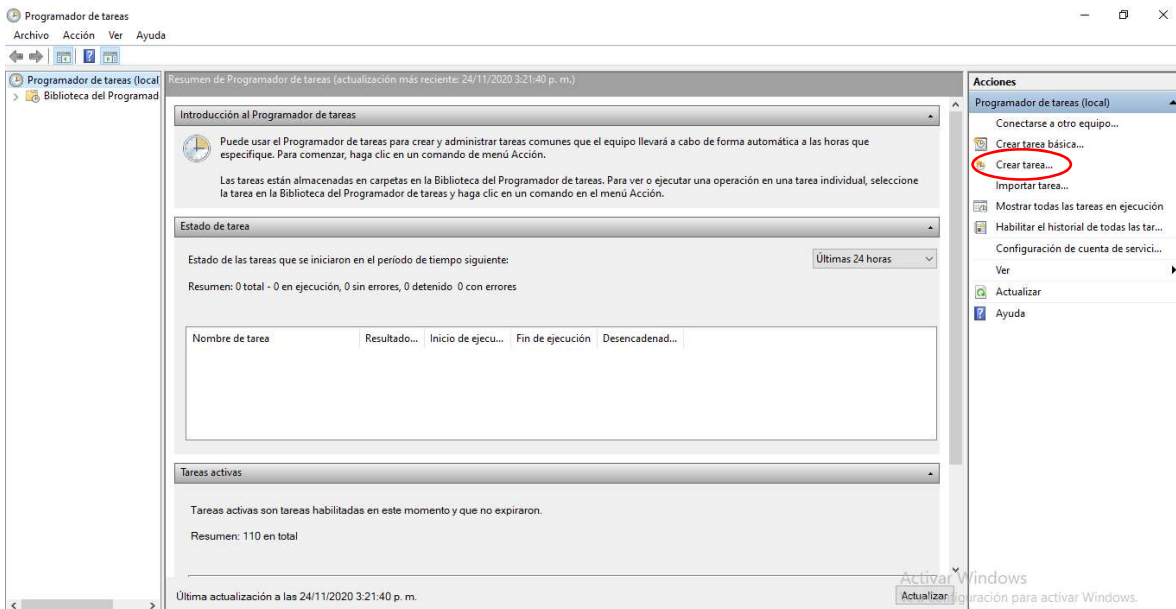 Programador de tareas
Archivo Acción Ver Ayuda
Programador de tareas (local
Biblioteca del Programad
Resumen de Programador de tareas (actualización más reciente: 24/11/2020 3:21:40 p. m.)
Introducción al Programador de tareas
Puede usar el Programador de tareas para crear y administrar tareas comunes que el equipo llevará a cabo de forma automática a las horas que
especifique. Para comenzar, haga clic en un comando de menú Acción.
Las tareas están almacenadas en carpetas en la Biblioteca del Programador de tareas. Para ver o ejecutar una operación en una tarea individual, seleccione
la tarea en la Biblioteca del Programador de tareas y haga clic en un comando en el menú Acción.
Estado de tarea
Estado de las tareas que se iniciaron en el período de tiempo siguiente:
Últimas 24 horas
Resumen: 0 total - 0 en ejecución, 0 sin errores, 0 detenido 0 con errores
Nombre de tarea Resultado... Inicio de ejecu... Fin de ejecución Desencadenad...
Tareas activas
Tareas activas son tareas habilitadas en este momento y que no expiraron.
Resumen: 110 en total
Última actualización a las 24/11/2020 3:21:40 p. m.
Actualizar
Acciones
Programador de tareas (local)
Conectarse a otro equipo...
Crear tarea básica...
Crear tarea...
Importar tarea...
Mostrar todas las tareas en ejecución
Habilitar el historial de todas las tar...
Configuración de cuenta de servici...
Ver
Actualizar
Ayuda
Activar Windows
para activar Windows.